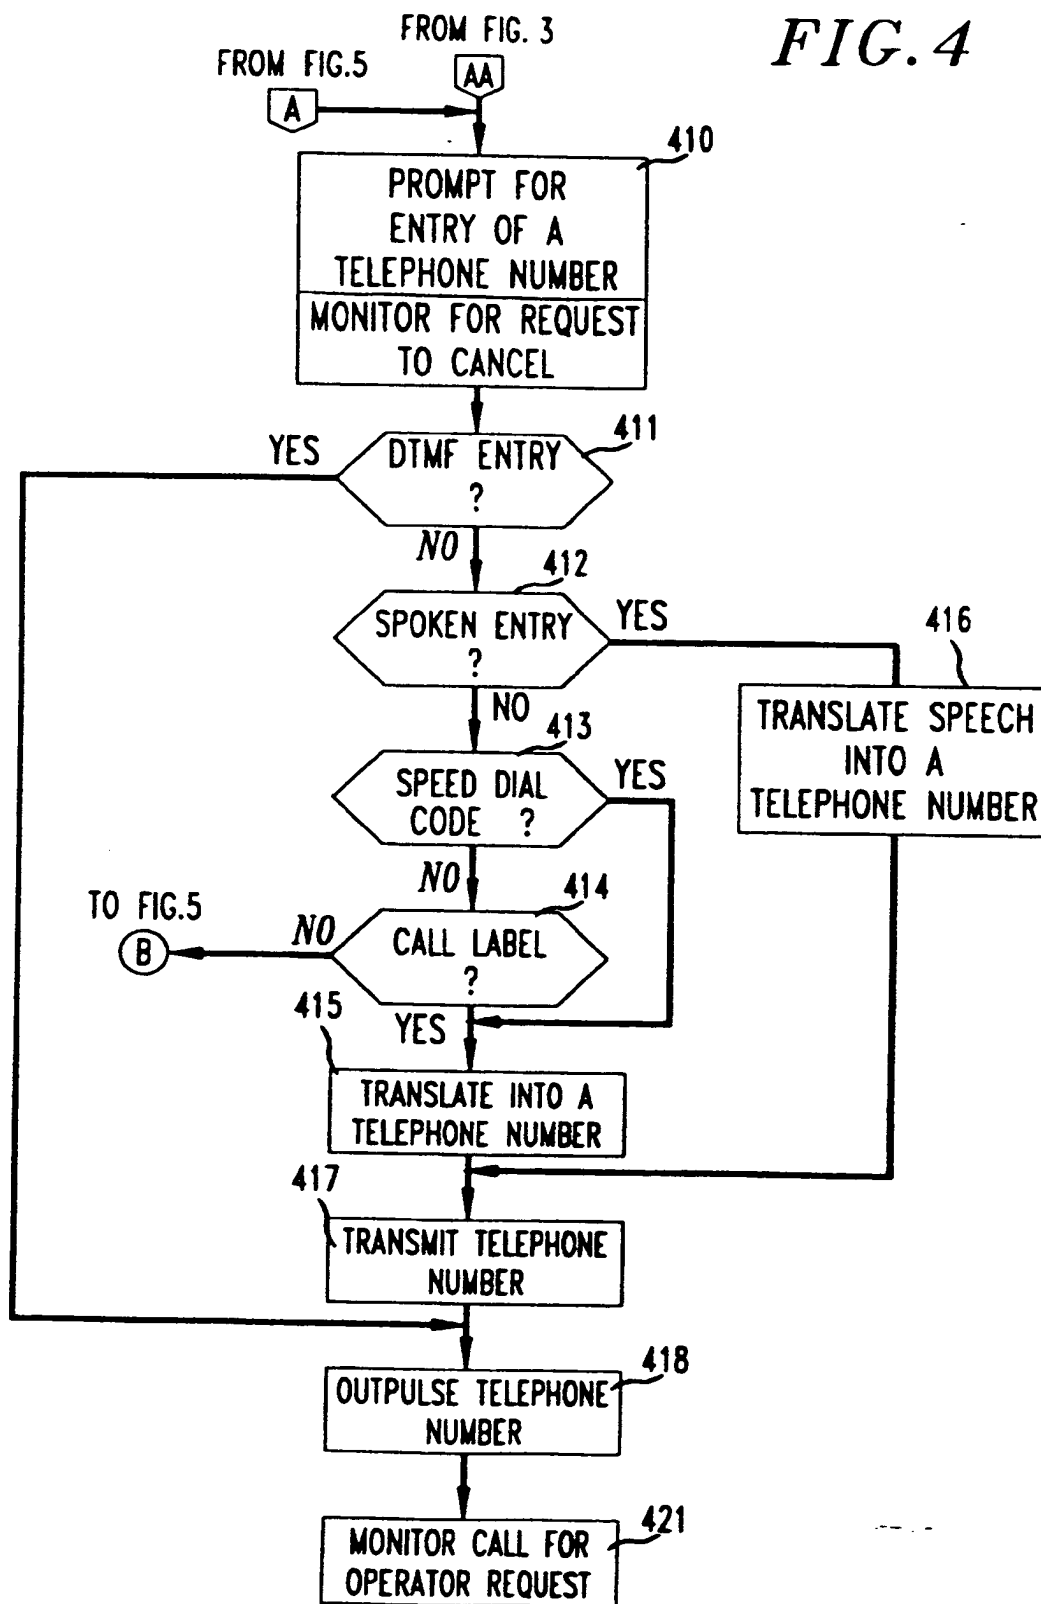 FROM FIG. 3
FIG. 4
FROM FIG.5
AA
A
410
PROMPT FOR
ENTRY OF A
TELEPHONE NUMBER
MONITOR FOR REQUEST
TO CANCEL
411
YES
DTMF ENTRY
?
NO
412
SPOKEN ENTRY
?
YES
416
TRANSLATE SPEECH
INTO A
TELEPHONE NUMBER
NO
413
SPEED DIAL
CODE ?
YES
NO
414
TO FIG.5
B
NO
CALL LABEL
?
415
YES
TRANSLATE INTO A
TELEPHONE NUMBER
417
TRANSMIT TELEPHONE
NUMBER
418
OUTPULSE TELEPHONE
NUMBER
421
MONITOR CALL FOR
OPERATOR REQUEST